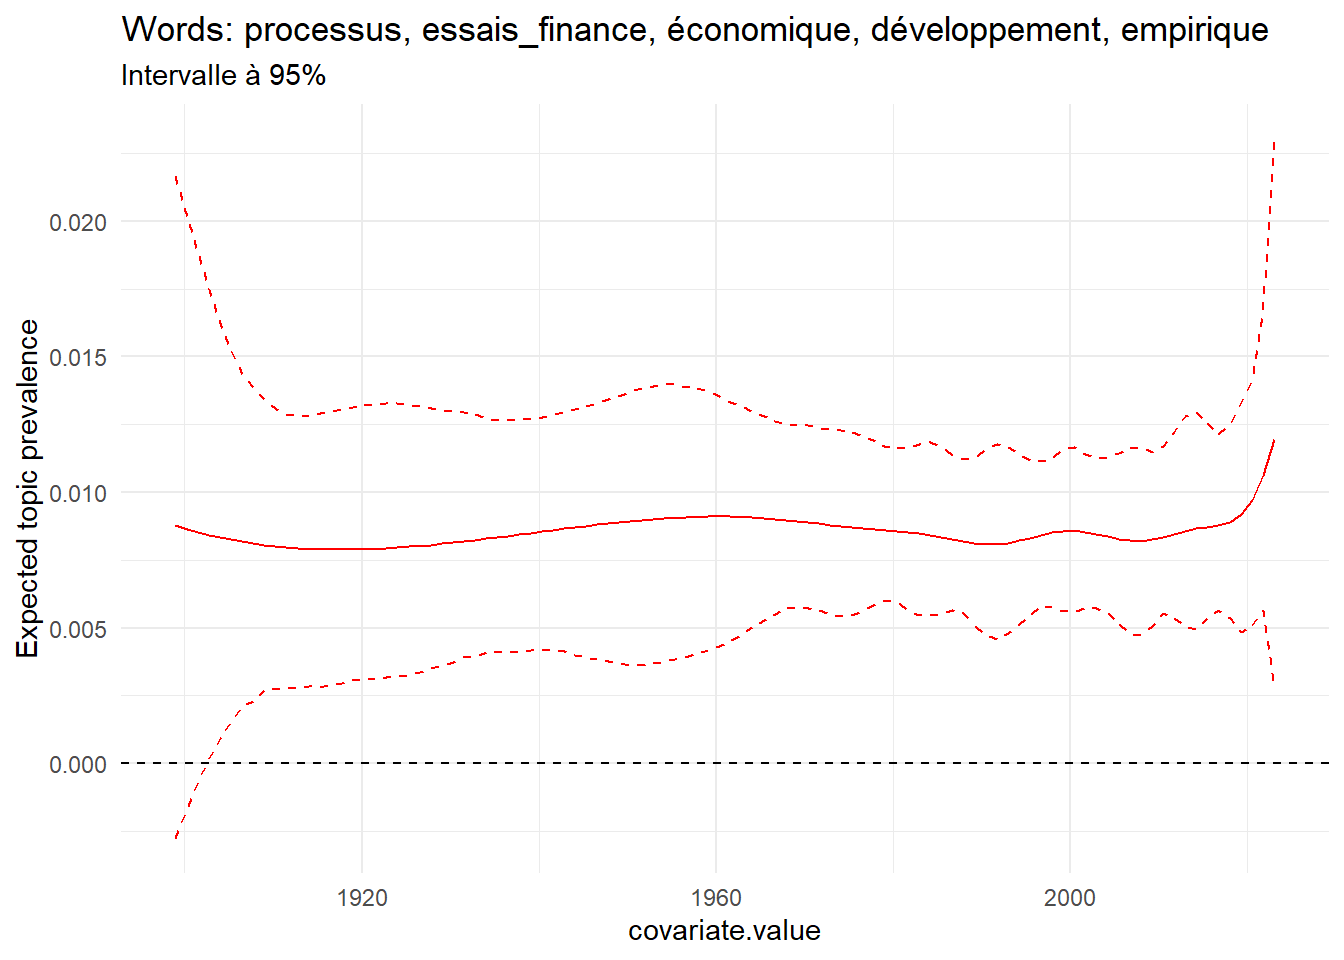 Words: processus, essais_finance, économique, développement, empirique
Intervalle à 95%
Expected topic prevalence
0.020
0.015
0.010
0.005
0.000
1920 1960 2000
covariate.value